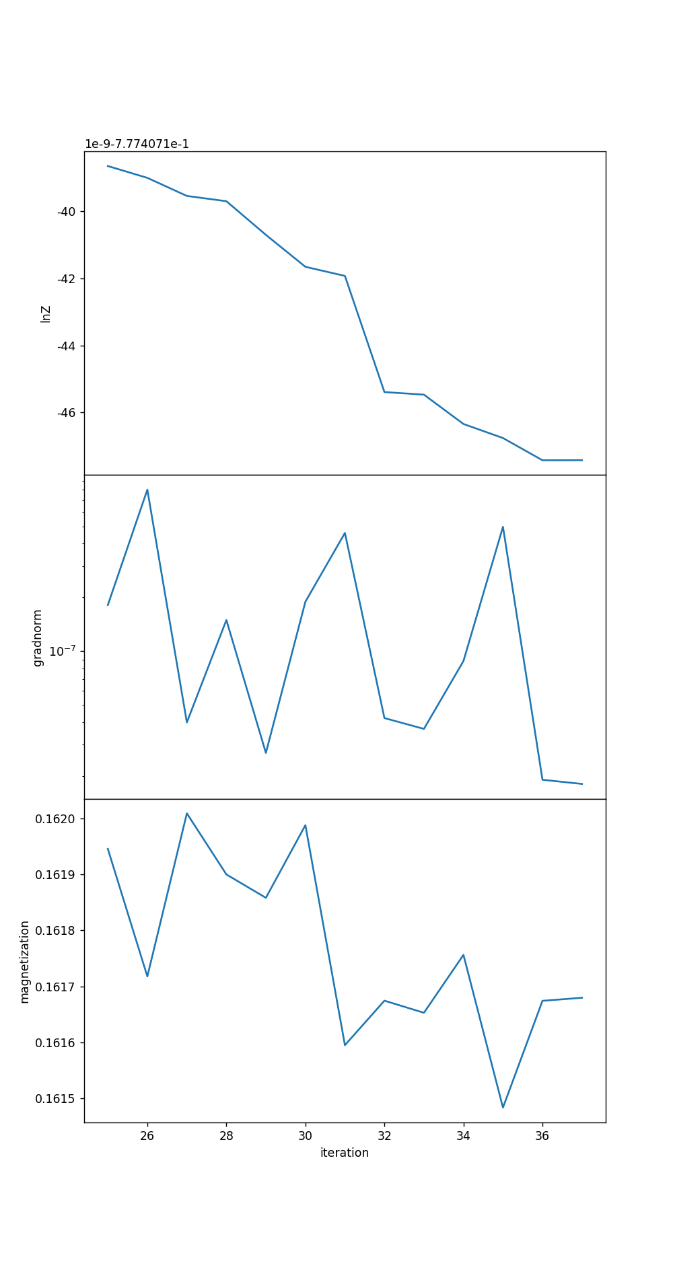 1e-9-7.774071e-1
-40
-42
-44
-46
lnZ
10⁻⁷
gradnorm
0.1620
0.1619
0.1618
0.1617
0.1616
0.1615
magnetization
26 28 30 32 34 36
iteration